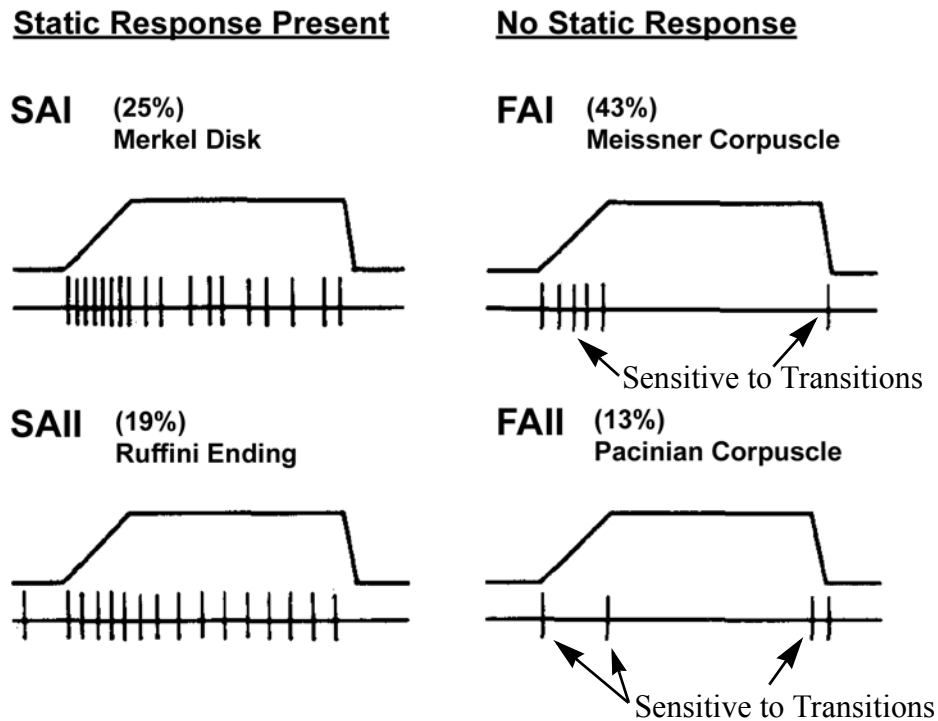 Static Response Present
No Static Response
SAI (25%)
Merkel Disk
FAI (43%)
Meissner Corpuscle
Sensitive to Transitions
SAII (19%)
Ruffini Ending
FAII (13%)
Pacinian Corpuscle
Sensitive to Transitions